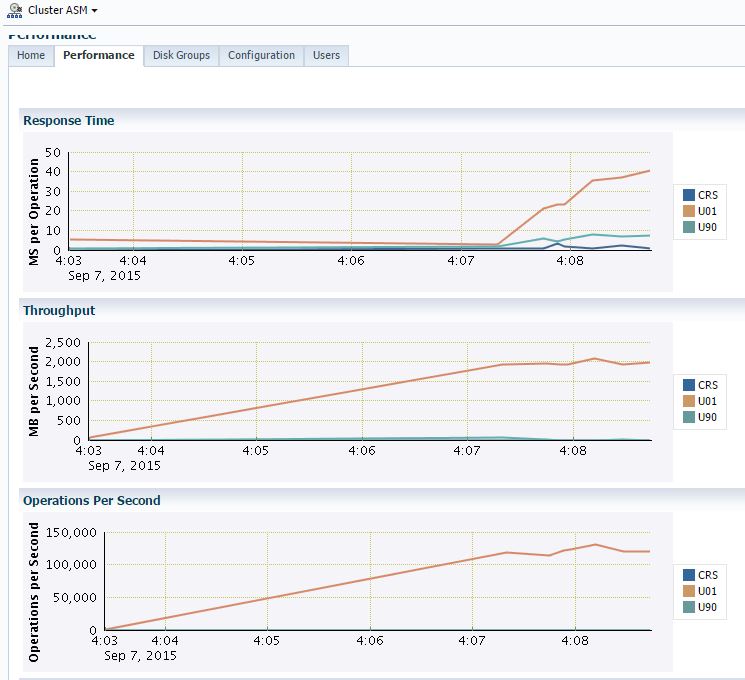 Cluster ASM
Performance
Home Performance Disk Groups Configuration Users
Response Time
MS per Operation
50
40
30
20
10
0
4:03 4:04 4:05 4:06 4:07 4:08
Sep 7, 2015
CRS
U01
U90
Throughput
MB per Second
2,500
2,000
1,500
1,000
500
0
4:03 4:04 4:05 4:06 4:07 4:08
Sep 7, 2015
CRS
U01
U90
Operations Per Second
Operations per Second
150,000
100,000
50,000
0
4:03 4:04 4:05 4:06 4:07 4:08
Sep 7, 2015
CRS
U01
U90